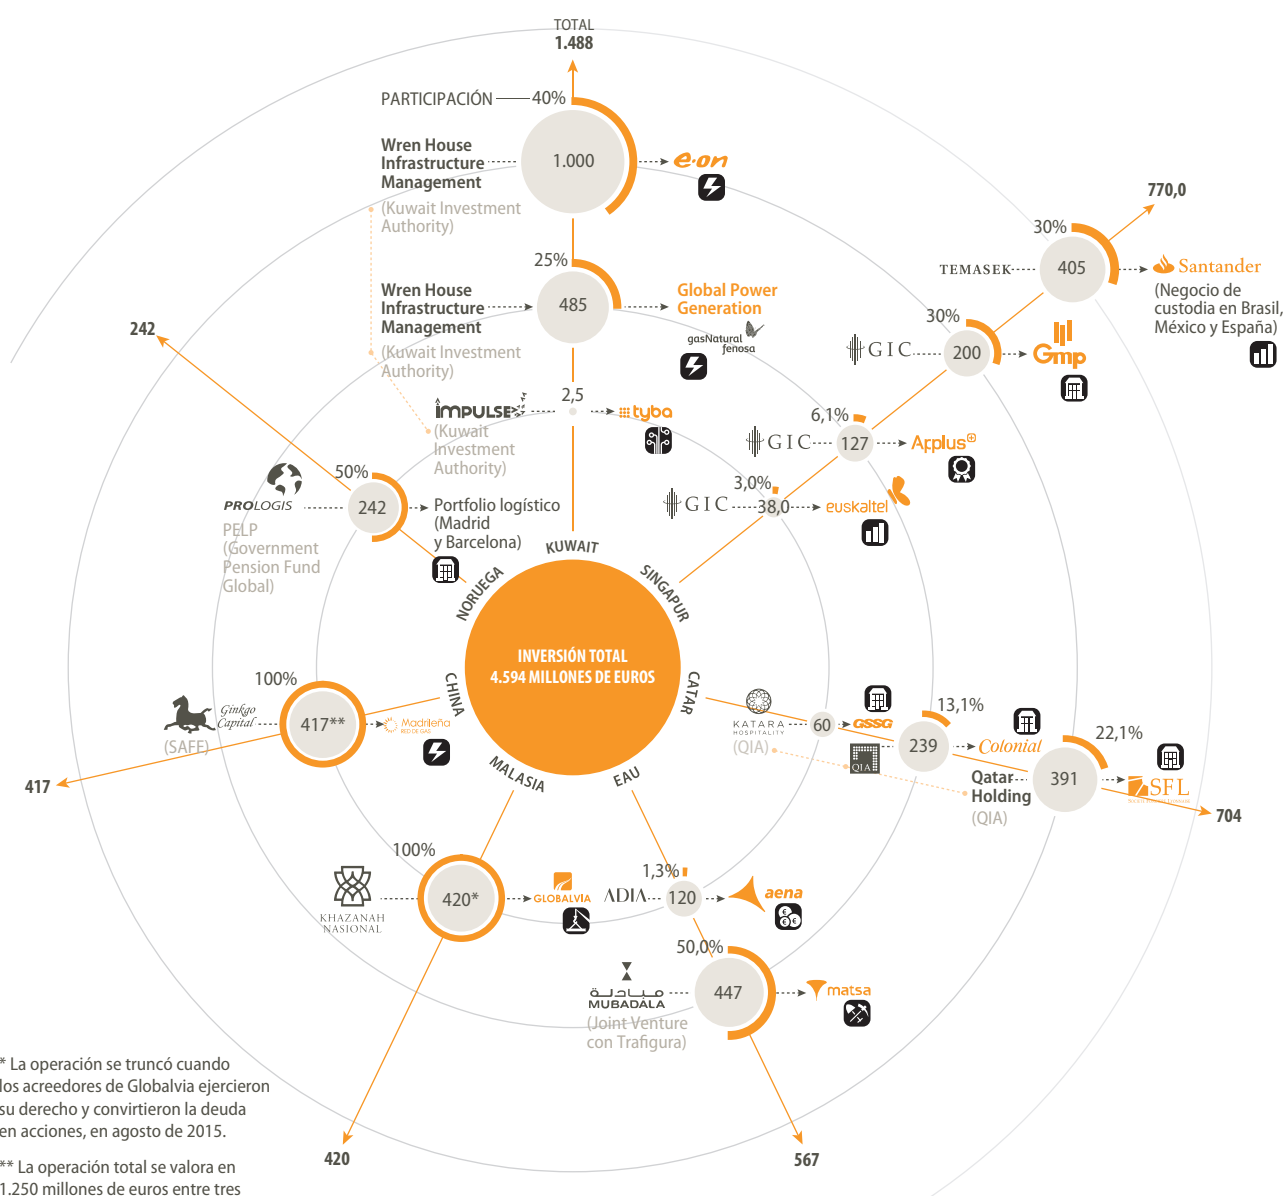 TOTAL
1.488
PARTICIPACIÓN
40%
Wren House
Infrastructure
Management
(Kuwait Investment
Authority)
1.000
e·on
25%
Wren House
Infrastructure
Management
(Kuwait Investment
Authority)
485
Global Power
Generation
gasNatural
fenosa
2,5
iMPULSE
(Kuwait
Investment
Authority)
tyba
KUWAIT
770,0
30%
TEMASEK
405
Santander
(Negocio de
custodia en Brasil,
México y España)
30%
GIC
200
Gmp
6,1%
GIC
127
Applus+
3,0%
GIC
38,0
euskaltel
SINGAPUR
242
50%
PROLOGIS
PELP
(Government
Pension Fund
Global)
242
Portfolio logístico
(Madrid
y Barcelona)
NORUEGA
INVERSIÓN TOTAL
4.594 MILLONES DE EUROS
CHINA
100%
Ginkgo
Capital
(SAFE)
417**
Madrileña
RED DE GAS
417
CATAR
KATARA
HOSPITALITY
(QIA)
60
GSSG
13,1%
QIA
239
Colonial
22,1%
Qatar
Holding
(QIA)
391
SFL
704
MALASIA
100%
KHAZANAH
NASIONAL
420*
GLOBALVIA
420
EAU
1,3%
ADIA
120
aena
50,0%
مبادلة
MUBADALA
(Joint Venture
con Trafigura)
447
matsa
567
* La operación se truncó cuando
los acreedores de Globalvia ejercieron
su derecho y convirtieron la deuda
en acciones, en agosto de 2015.
** La operación total se valora en
1.250 millones de euros entre tres